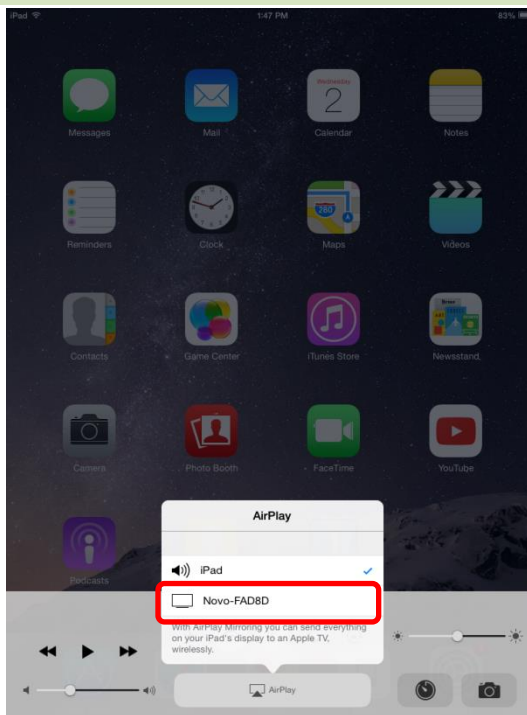 iPad 1:47 PM 83%
Wednesday
2
280
Messages Mail Calendar Notes
Reminders Clock Maps Videos
Contacts Game Center iTunes Store Newsstand
Camera Photo Booth FaceTime YouTube
Podcasts
AirPlay
iPad
Novo-FAD8D
With AirPlay Mirroring you can send everything
on your iPad's display to an Apple TV,
wirelessly.
AirPlay